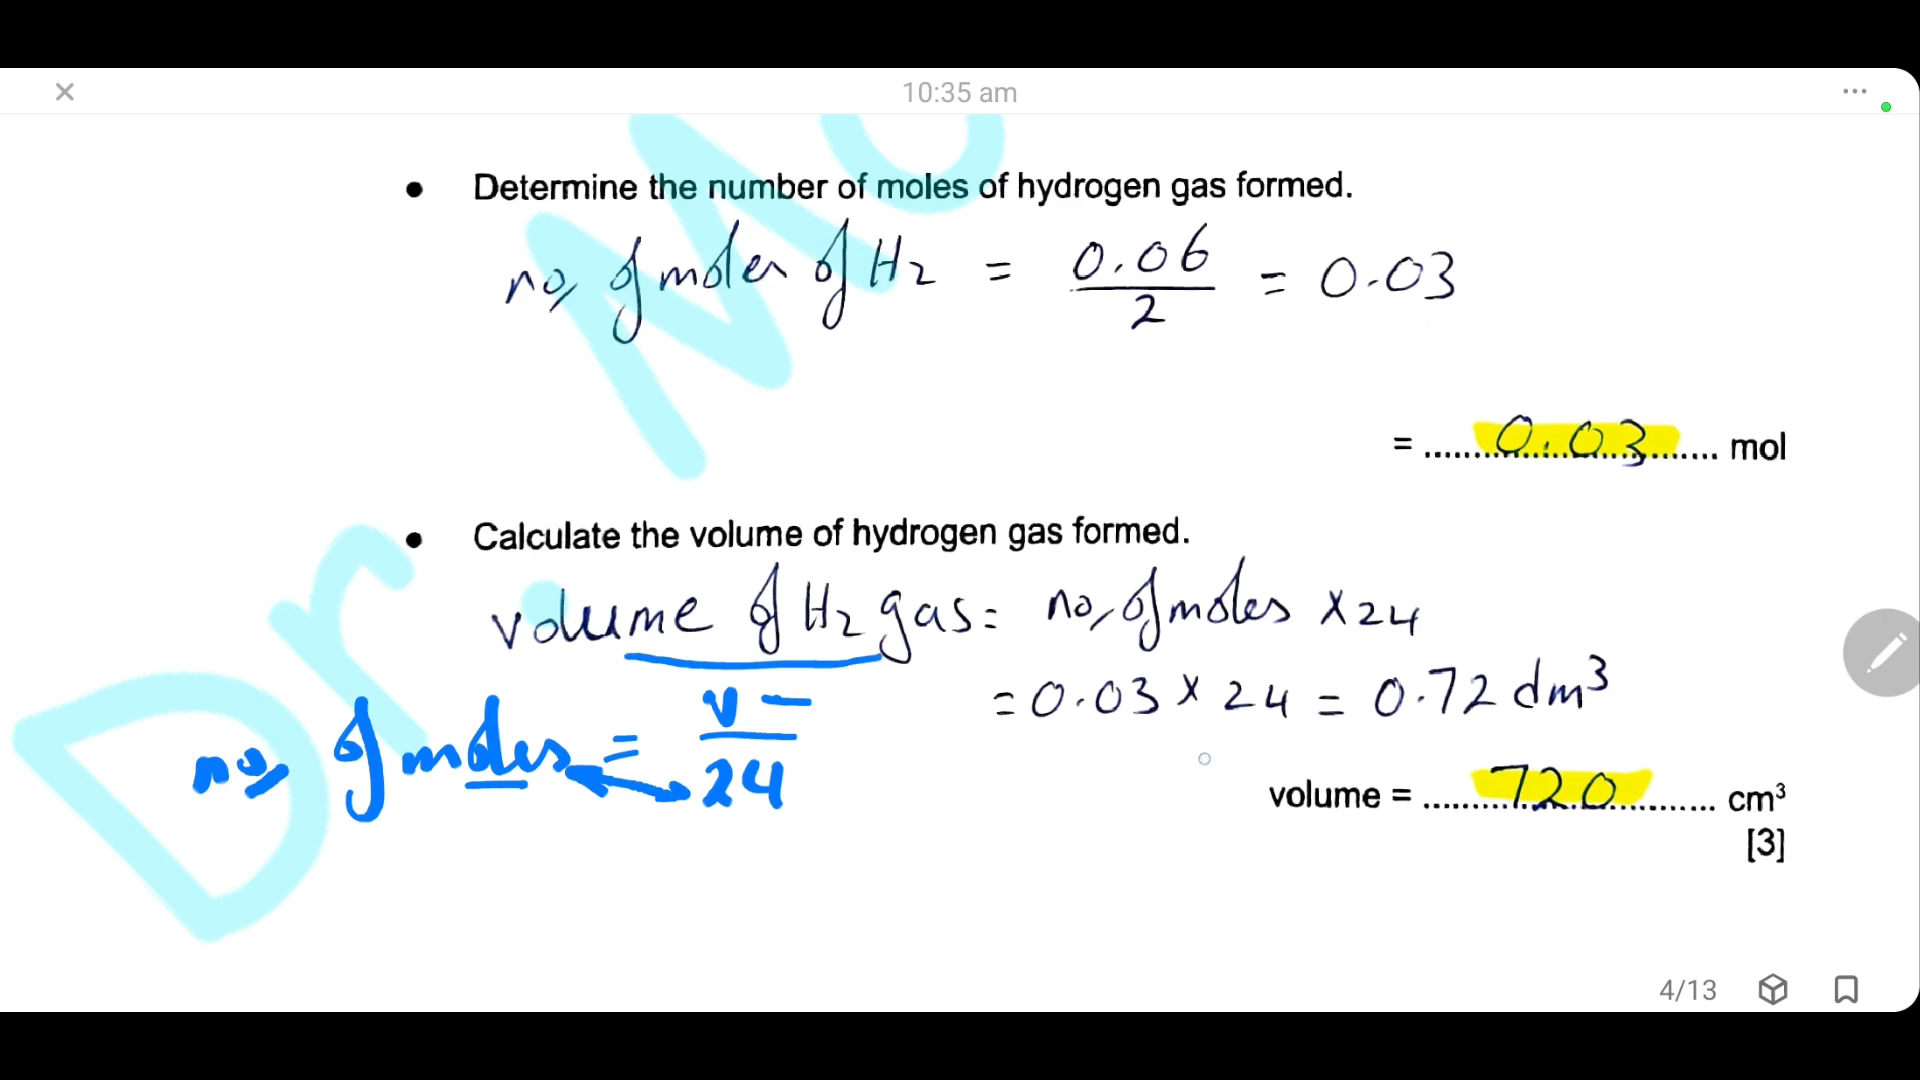 10:35 am
• Determine the number of moles of hydrogen gas formed.
no, of moles of H2 = 0.06 / 2 = 0.03
= ........0.03........ mol
• Calculate the volume of hydrogen gas formed.
volume of H2 gas = no, of moles × 24
= 0.03 × 24 = 0.72 dm³
no, of moles = v / 24
volume = ........720........ cm³
[3]
Dr Mo
4/13